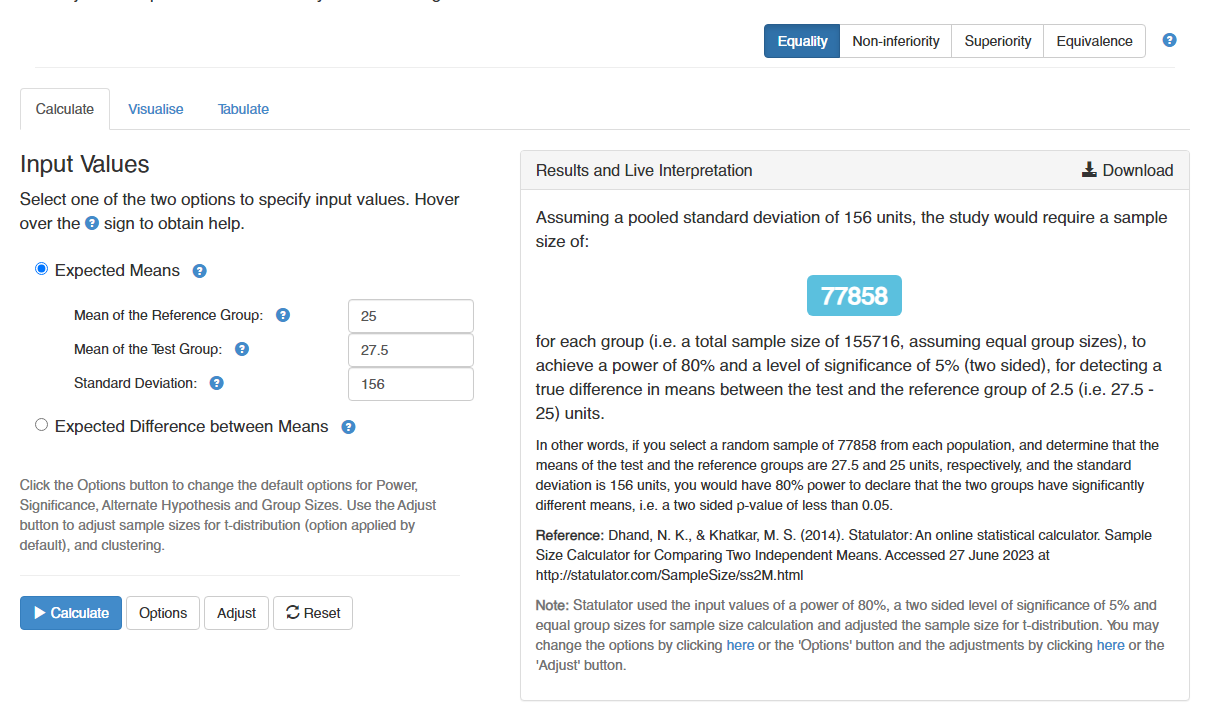 Equality Non-inferiority Superiority Equivalence ?
Calculate Visualise Tabulate
Input Values
Select one of the two options to specify input values. Hover
over the ? sign to obtain help.
Expected Means ?
Mean of the Reference Group: ? 25
Mean of the Test Group: ? 27.5
Standard Deviation: ? 156
Expected Difference between Means ?
Click the Options button to change the default options for Power,
Significance, Alternate Hypothesis and Group Sizes. Use the Adjust
button to adjust sample sizes for t-distribution (option applied by
default), and clustering.
Calculate Options Adjust Reset
Results and Live Interpretation Download
Assuming a pooled standard deviation of 156 units, the study would require a sample
size of:
77858
for each group (i.e. a total sample size of 155716, assuming equal group sizes), to
achieve a power of 80% and a level of significance of 5% (two sided), for detecting a
true difference in means between the test and the reference group of 2.5 (i.e. 27.5 -
25) units.
In other words, if you select a random sample of 77858 from each population, and determine that the
means of the test and the reference groups are 27.5 and 25 units, respectively, and the standard
deviation is 156 units, you would have 80% power to declare that the two groups have significantly
different means, i.e. a two sided p-value of less than 0.05.
Reference: Dhand, N. K., & Khatkar, M. S. (2014). Statulator: An online statistical calculator. Sample
Size Calculator for Comparing Two Independent Means. Accessed 27 June 2023 at
http://statulator.com/SampleSize/ss2M.html
Note: Statulator used the input values of a power of 80%, a two sided level of significance of 5% and
equal group sizes for sample size calculation and adjusted the sample size for t-distribution. You may
change the options by clicking here or the 'Options' button and the adjustments by clicking here or the
'Adjust' button.